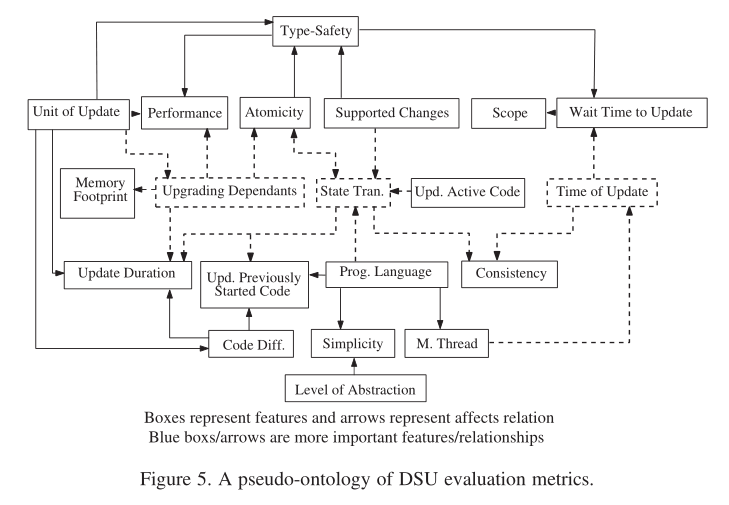 Type-Safety
Unit of Update
Performance
Atomicity
Supported Changes
Scope
Wait Time to Update
Memory
Footprint
Upgrading Dependants
State Tran.
Upd. Active Code
Time of Update
Update Duration
Upd. Previously
Started Code
Prog. Language
Consistency
Code Diff.
Simplicity
M. Thread
Level of Abstraction
Boxes represent features and arrows represent affects relation
Blue boxs/arrows are more important features/relationships
Figure 5. A pseudo-ontology of DSU evaluation metrics.